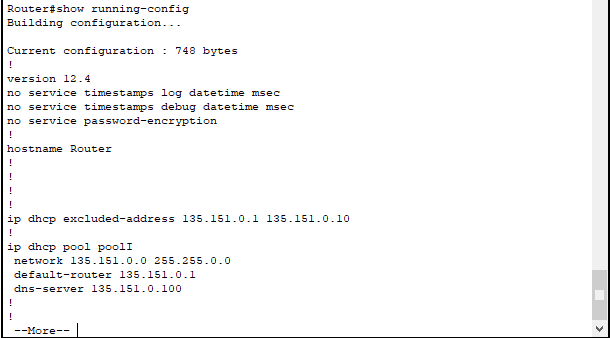 Router#show running-config
Building configuration...
Current configuration : 748 bytes
!
version 12.4
no service timestamps log datetime msec
no service timestamps debug datetime msec
no service password-encryption
!
hostname Router
!
!
!
!
ip dhcp excluded-address 135.151.0.1 135.151.0.10
!
ip dhcp pool poolI
network 135.151.0.0 255.255.0.0
default-router 135.151.0.1
dns-server 135.151.0.100
!
!
--More--